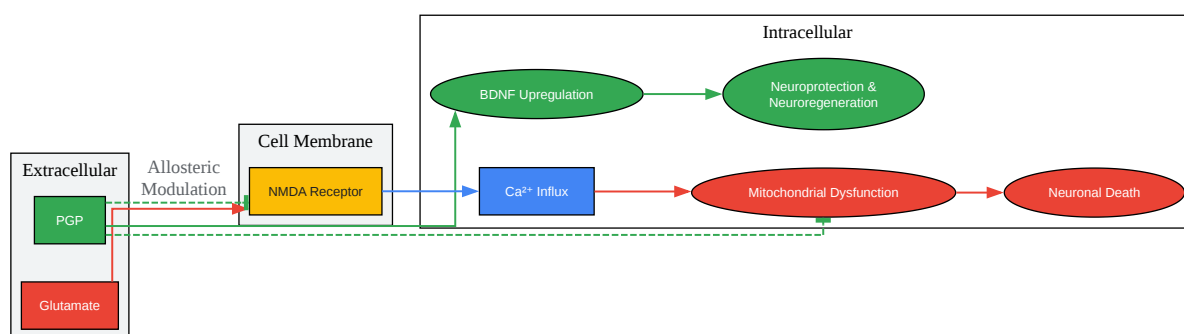 Intracellular
BDNF Upregulation
Neuroprotection &
Neuroregeneration
Cell Membrane
Extracellular
Allosteric
Modulation
NMDA Receptor
Ca²⁺ Influx
Mitochondrial Dysfunction
Neuronal Death
PGP
Glutamate